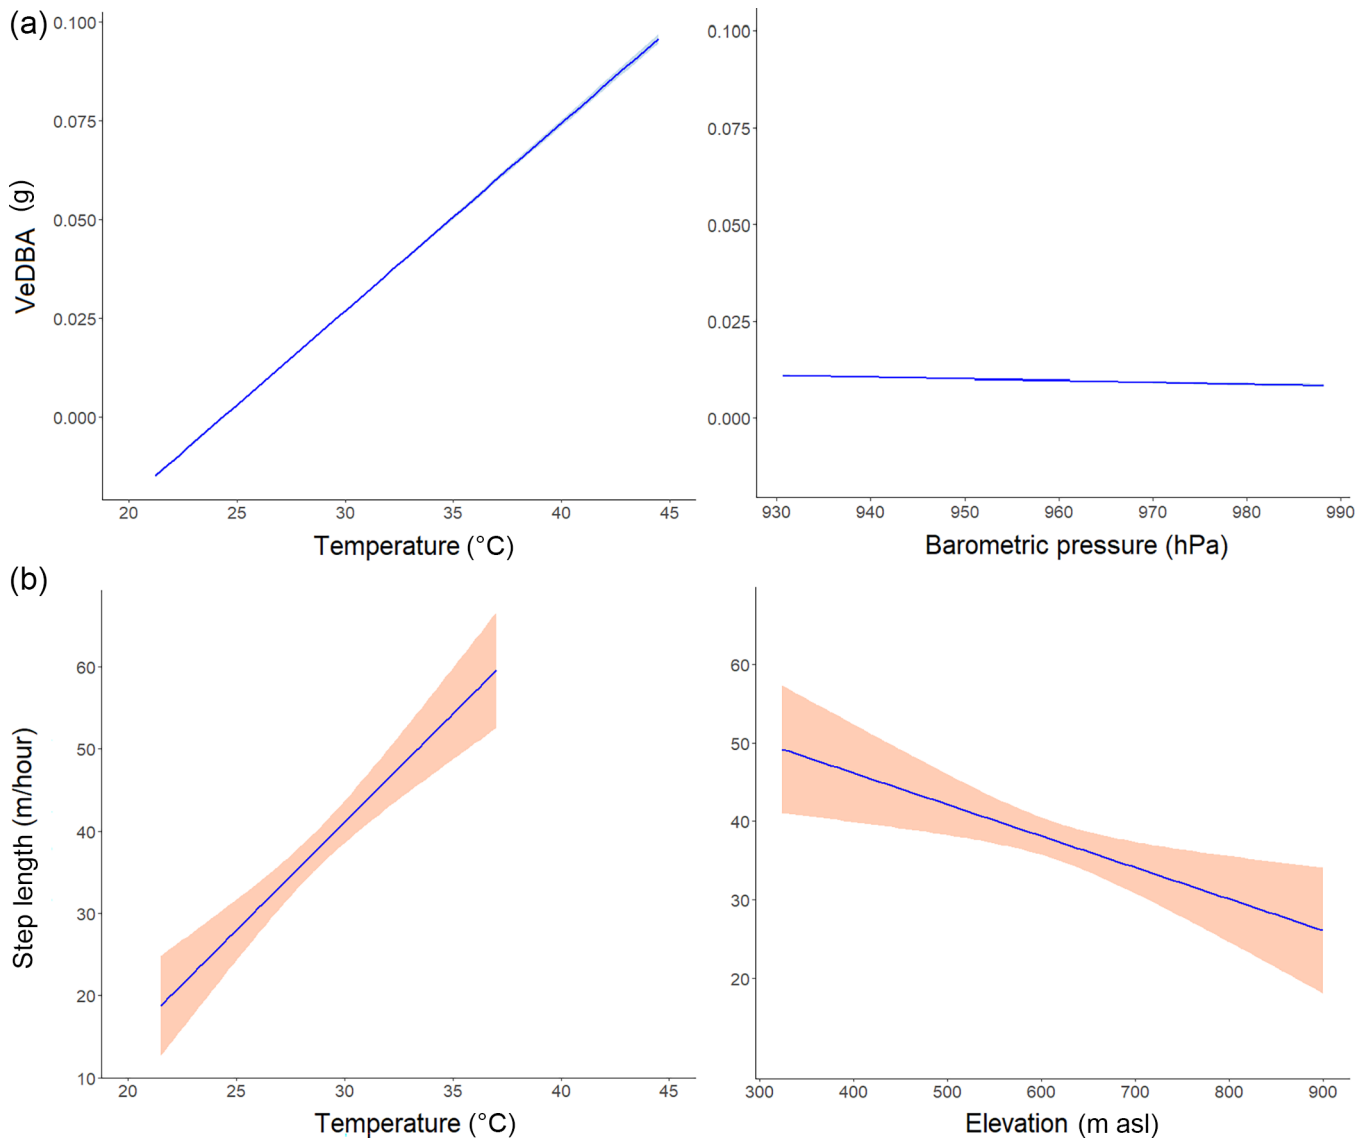 (a)
VeDBA (g)
0.100
0.075
0.050
0.025
0.000
20 25 30 35 40 45
Temperature (°C)
0.100
0.075
0.050
0.025
0.000
930 940 950 960 970 980 990
Barometric pressure (hPa)
(b)
Step length (m/hour)
60
50
40
30
20
10
20 25 30 35 40 45
Temperature (°C)
60
50
40
30
20
300 400 500 600 700 800 900
Elevation (m asl)